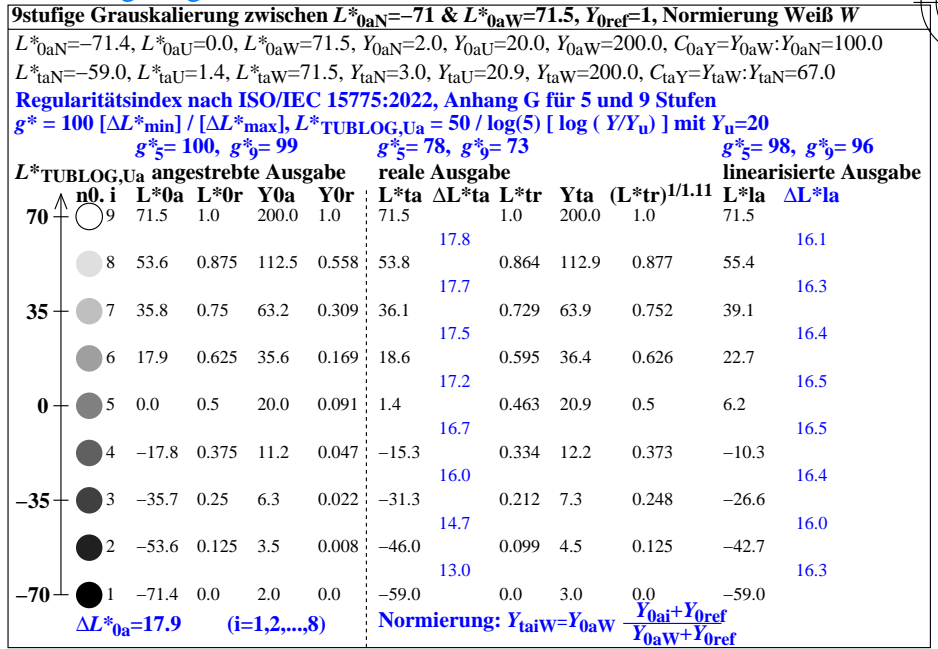 9stufige Grauskalierung zwischen L*0aN=−71 & L*0aW=71.5, Y0ref=1, Normierung Weiß W
L*0aN=−71.4, L*0aU=0.0, L*0aW=71.5, Y0aN=2.0, Y0aU=20.0, Y0aW=200.0, C0aY=Y0aW:Y0aN=100.0
L*taN=−59.0, L*taU=1.4, L*taW=71.5, YtaN=3.0, YtaU=20.9, YtaW=200.0, CtaY=YtaW:YtaN=67.0
Regularitätsindex nach ISO/IEC 15775:2022, Anhang G für 5 und 9 Stufen
g* = 100 [ΔL*min] / [ΔL*max], L*TUBLOG,Ua = 50 / log(5) [ log ( Y/Yu) ] mit Yu=20
g*5= 100, g*9= 99 g*5= 78, g*9= 73 g*5= 98, g*9= 96
L*TUBLOG,Ua angestrebte Ausgabe reale Ausgabe linearisierte Ausgabe
n0. i L*0a L*0r Y0a Y0r L*ta ΔL*ta L*tr Yta (L*tr)1/1.11 L*la ΔL*la
70 9 71.5 1.0 200.0 1.0 71.5 1.0 200.0 1.0 71.5
17.8 16.1
8 53.6 0.875 112.5 0.558 53.8 0.864 112.9 0.877 55.4
17.7 16.3
35 7 35.8 0.75 63.2 0.309 36.1 0.729 63.9 0.752 39.1
17.5 16.4
6 17.9 0.625 35.6 0.169 18.6 0.595 36.4 0.626 22.7
17.2 16.5
0 5 0.0 0.5 20.0 0.091 1.4 0.463 20.9 0.5 6.2
16.7 16.5
4 −17.8 0.375 11.2 0.047 −15.3 0.334 12.2 0.373 −10.3
16.0 16.4
−35 3 −35.7 0.25 6.3 0.022 −31.3 0.212 7.3 0.248 −26.6
14.7 16.0
2 −53.6 0.125 3.5 0.008 −46.0 0.099 4.5 0.125 −42.7
13.0 16.3
−70 1 −71.4 0.0 2.0 0.0 −59.0 0.0 3.0 0.0 −59.0
ΔL*0a=17.9 (i=1,2,...,8) Normierung: YtaiW=Y0aW Y0ai+Y0ref
Y0aW+Y0ref